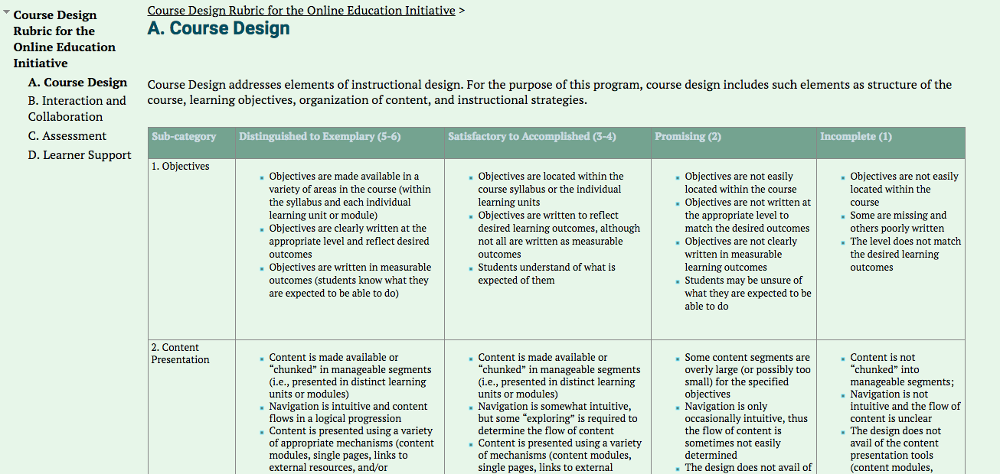 Course Design
Rubric for the
Online Education
Initiative
A. Course Design
B. Interaction and
Collaboration
C. Assessment
D. Learner Support
Course Design Rubric for the Online Education Initiative >
A. Course Design
Course Design addresses elements of instructional design. For the purpose of this program, course design includes such elements as structure of the
course, learning objectives, organization of content, and instructional strategies.
Sub-category
Distinguished to Exemplary (5-6)
Satisfactory to Accomplished (3-4)
Promising (2)
Incomplete (1)
1. Objectives
Objectives are made available in a
variety of areas in the course (within
the syllabus and each individual
learning unit or module)
Objectives are clearly written at the
appropriate level and reflect desired
outcomes
Objectives are written in measurable
outcomes (students know what they
are expected to be able to do)
Objectives are located within the
course syllabus or the individual
learning units
Objectives are written to reflect
desired learning outcomes, although
not all are written as measurable
outcomes
Students understand of what is
expected of them
Objectives are not easily
located within the course
Objectives are not written at
the appropriate level to
match the desired outcomes
Objectives are not clearly
written in measurable
learning outcomes
Students may be unsure of
what they are expected to be
able to do
Objectives are not easily
located within the
course
Some are missing and
others poorly written
The level does not match
the desired learning
outcomes
2. Content
Presentation
Content is made available or
“chunked” in manageable segments
(i.e., presented in distinct learning
units or modules)
Navigation is intuitive and content
flows in a logical progression
Content is presented using a variety
of appropriate mechanisms (content
modules, single pages, links to
external resources, and/or
Content is made available or
“chunked” in manageable segments
(i.e., presented in distinct learning
units or modules)
Navigation is somewhat intuitive,
but some “exploring” is required to
determine the flow of content
Content is presented using a variety
of mechanisms (content modules,
single pages, links to external
Some content segments are
overly large (or possibly too
small) for the specified
objectives
Navigation is only
occasionally intuitive, thus
the flow of content is
sometimes not easily
determined
The design does not avail of
Content is not
“chunked” into
manageable segments;
Navigation is not
intuitive and the flow of
content is unclear
The design does not
avail of the content
presentation tools
(content modules,